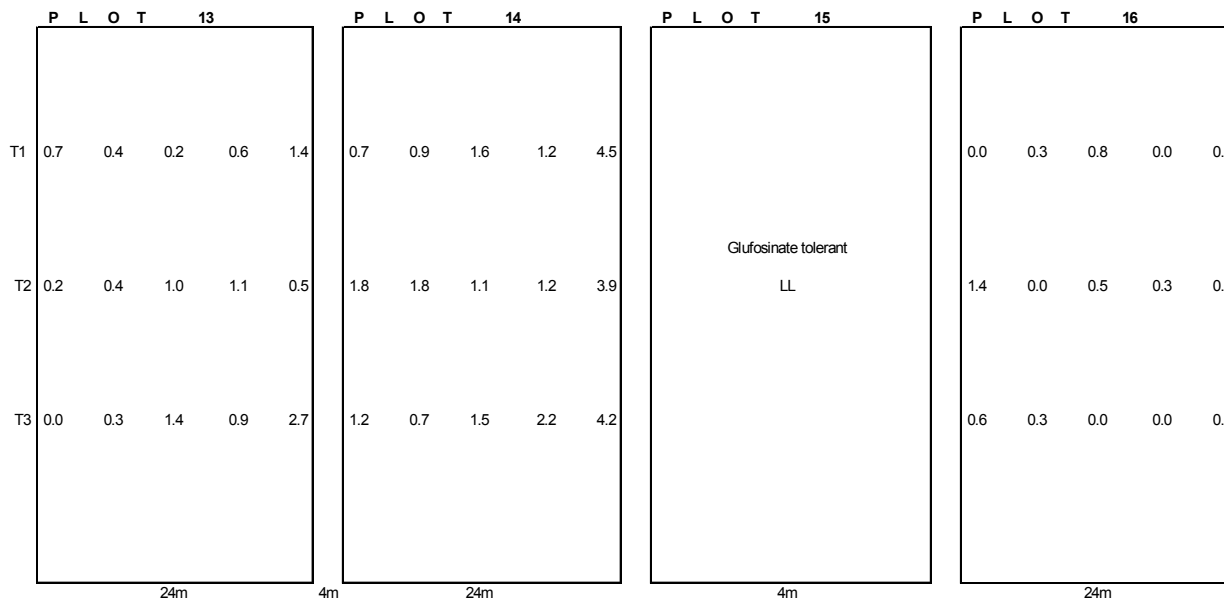 P L O T 13 P L O T 14 P L O T 15 P L O T 16
T1 0.7 0.4 0.2 0.6 1.4 0.7 0.9 1.6 1.2 4.5 0.0 0.3 0.8 0.0 0.
Glufosinate tolerant
T2 0.2 0.4 1.0 1.1 0.5 1.8 1.8 1.1 1.2 3.9 LL 1.4 0.0 0.5 0.3 0.
T3 0.0 0.3 1.4 0.9 2.7 1.2 0.7 1.5 2.2 4.2 0.6 0.3 0.0 0.0 0.
24m 4m 24m 4m 24m